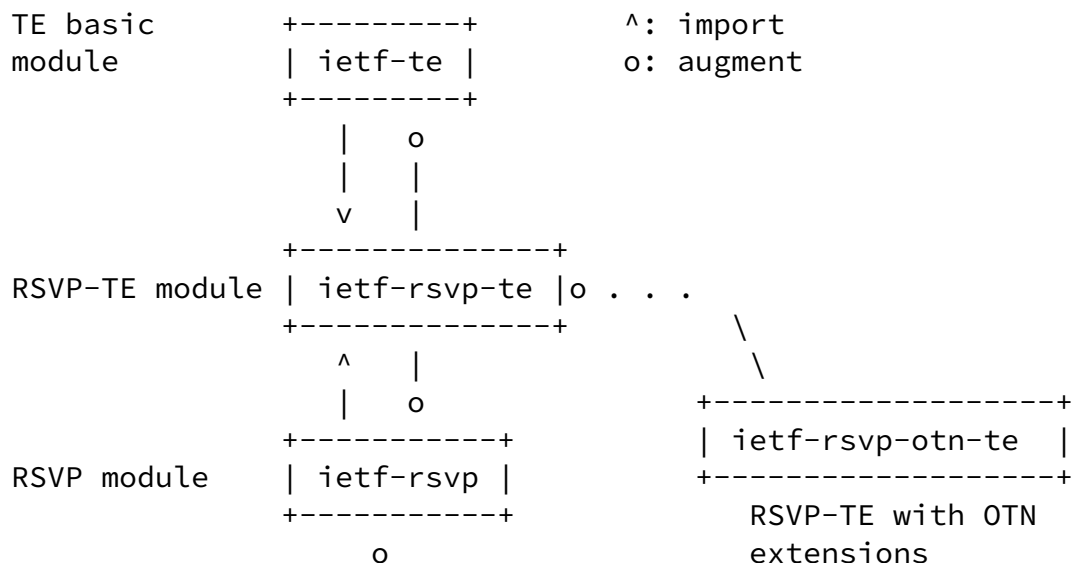 TE basic         +---------+          ^: import
module           | ietf-te |          o: augment
                 +---------+
                    |   o
                    |   |
                    v   |
                 +--------------+
RSVP-TE module   | ietf-rsvp-te |o . . .
                 +--------------+         \
                    ^   |                  \
                    |   o               +-------------------+
                 +-----------+          | ietf-rsvp-otn-te  |
RSVP module      | ietf-rsvp |          +-------------------+
                 +-----------+            RSVP-TE with OTN
                      o                   extensions